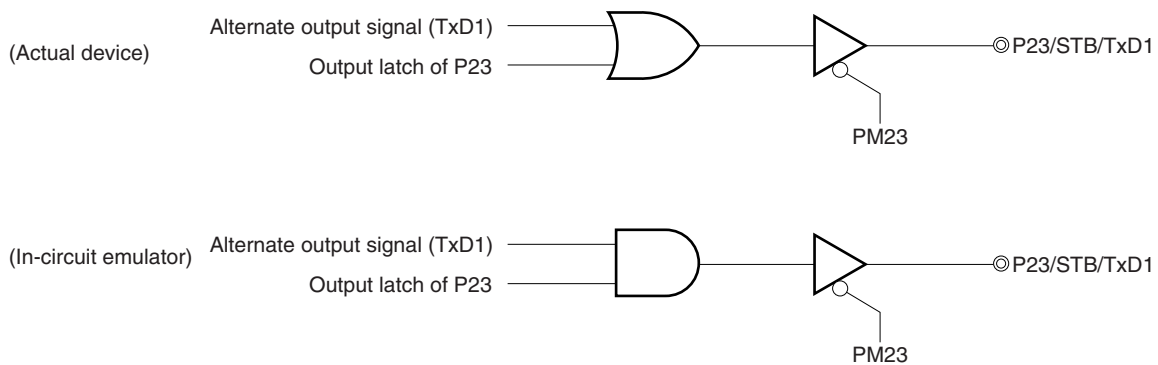 Alternate output signal (TxD1)
(Actual device)
Output latch of P23
P23/STB/TxD1
PM23
Alternate output signal (TxD1)
(In-circuit emulator)
Output latch of P23
P23/STB/TxD1
PM23